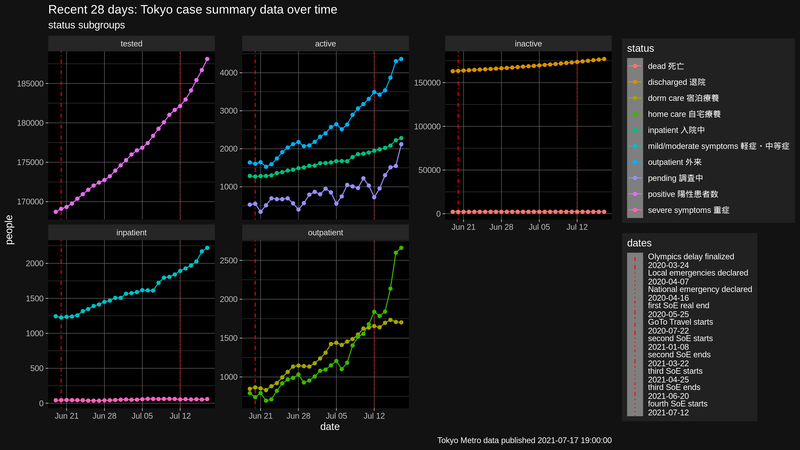 Recent 28 days: Tokyo case summary data over time
status subgroups
tested
active
inactive
185000
180000
175000
170000
4000
3000
2000
1000
150000
100000
50000
0
Jun 21
Jun 28
Jul 05
Jul 12
people
inpatient
outpatient
2000
1500
1000
500
0
2500
2000
1500
1000
Jun 21
Jun 28
Jul 05
Jul 12
Jun 21
Jun 28
Jul 05
Jul 12
date
status
dead 死亡
discharged 退院
dorm care 宿泊療養
home care 自宅療養
inpatient 入院中
mild/moderate symptoms 軽症・中等症
outpatient 外来
pending 調査中
positive 陽性患者数
severe symptoms 重症
dates
Olympics delay finalized
2020-03-24
Local emergencies declared
2020-04-07
National emergency declared
2020-04-16
first SoE real end
2020-05-25
GoTo Travel starts
2020-07-22
second SoE starts
2021-01-08
second SoE ends
2021-03-22
third SoE starts
2021-04-25
third SoE ends
2021-06-20
fourth SoE starts
2021-07-12
Tokyo Metro data published 2021-07-17 19:00:00